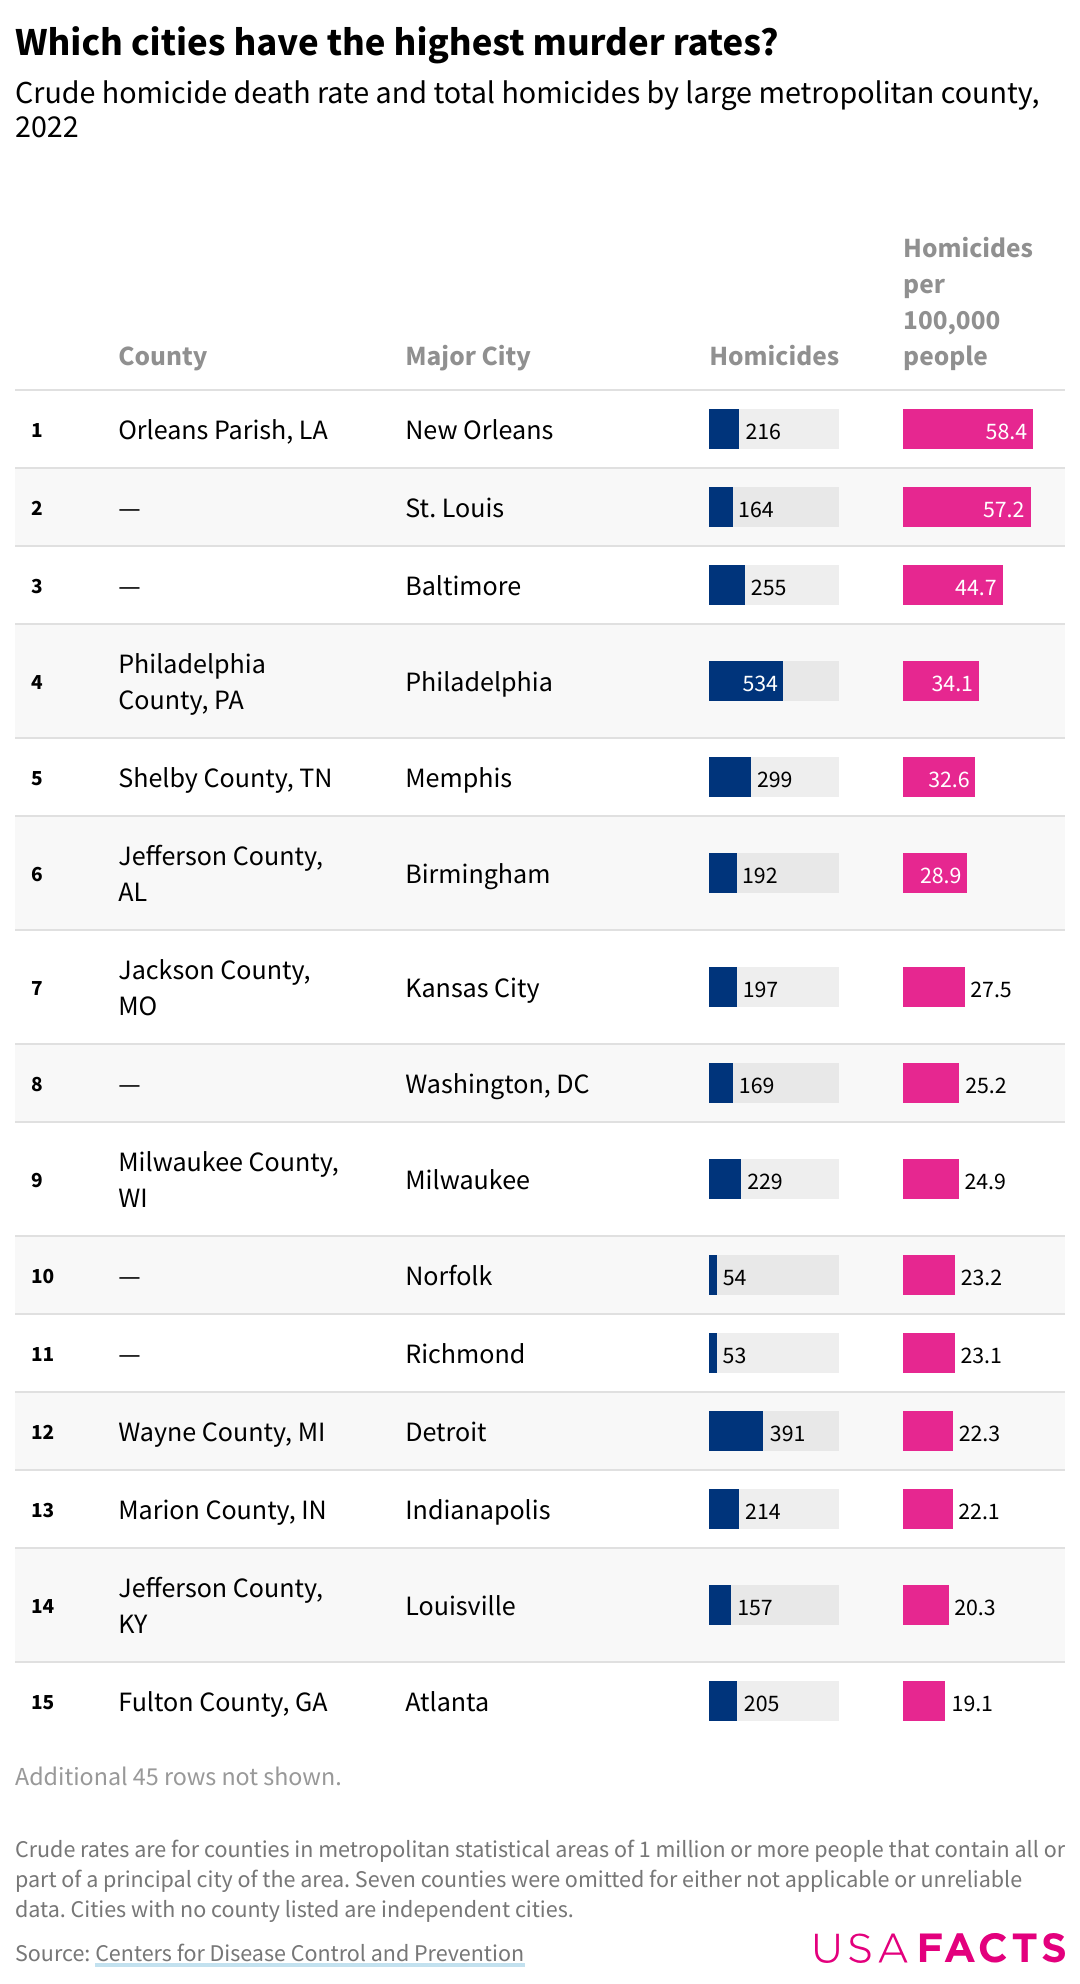 Which cities have the highest murder rates?
Crude homicide death rate and total homicides by large metropolitan county,
2022
Homicides
per
100,000
people
County Major City Homicides
1 Orleans Parish, LA New Orleans 216 58.4
2 — St. Louis 164 57.2
3 — Baltimore 255 44.7
Philadelphia
4 Philadelphia 534 34.1
County, PA
5 Shelby County, TN Memphis 299 32.6
Jefferson County,
6 Birmingham 192 28.9
AL
Jackson County,
7 Kansas City 197 27.5
MO
8 — Washington, DC 169 25.2
Milwaukee County,
9 Milwaukee 229 24.9
WI
10 — Norfolk 54 23.2
11 — Richmond 53 23.1
12 Wayne County, MI Detroit 391 22.3
13 Marion County, IN Indianapolis 214 22.1
Jefferson County,
14 Louisville 157 20.3
KY
15 Fulton County, GA Atlanta 205 19.1
Additional 45 rows not shown.
Crude rates are for counties in metropolitan statistical areas of 1 million or more people that contain all or
part of a principal city of the area. Seven counties were omitted for either not applicable or unreliable
data. Cities with no county listed are independent cities.
Source: Centers for Disease Control and Prevention
USAFACTS